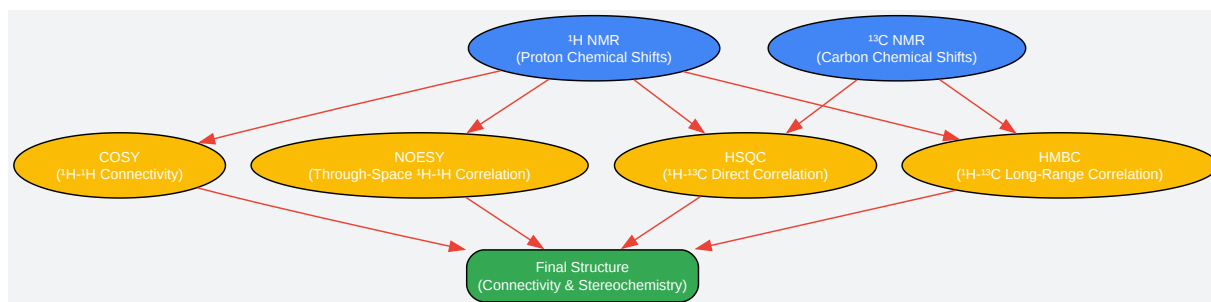 ¹H NMR
(Proton Chemical Shifts)
¹³C NMR
(Carbon Chemical Shifts)
COSY
(¹H-¹H Connectivity)
NOESY
(Through-Space ¹H-¹H Correlation)
HSQC
(¹H-¹³C Direct Correlation)
HMBC
(¹H-¹³C Long-Range Correlation)
Final Structure
(Connectivity & Stereochemistry)